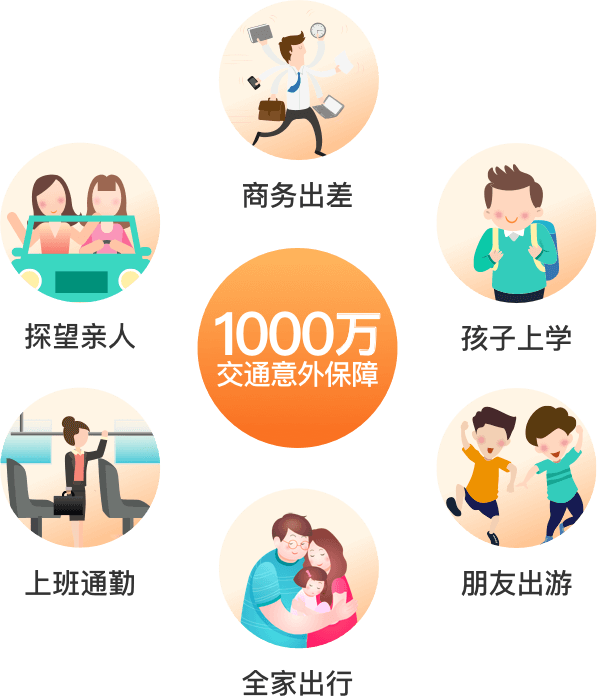 商务出差
探望亲人
孩子上学
1000万
交通意外保障
上班通勤
朋友出游
全家出行